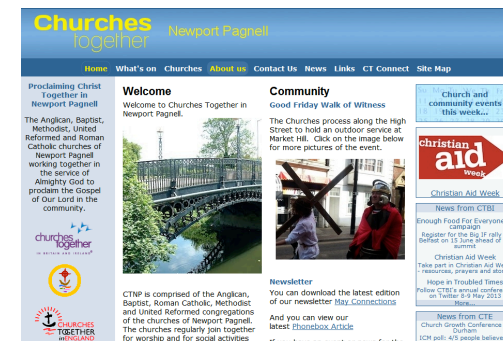 Churches
together
Newport Pagnell
Home What's on Churches About us Contact Us News Links CT Connect Site Map
Proclaiming Christ
Together in
Newport Pagnell
The Anglican, Baptist,
Methodist, United
Reformed and Roman
Catholic churches of
Newport Pagnell
working together in
the service of
Almighty God to
proclaim the Gospel
of Our Lord in the
community.
churches
together
IN BRITAIN AND IRELAND
CHURCHES
TOGETHER
in ENGLAND
Welcome
Welcome to Churches Together in
Newport Pagnell.
CTNP is comprised of the Anglican,
Baptist, Roman Catholic, Methodist
and United Reformed congregations
of the churches of Newport Pagnell.
The churches regularly join together
for worship and for social activities
Community
Good Friday Walk of Witness
The Churches process along the High
Street to hold an outdoor service at
Market Hill. Click on the image below
for more pictures of the event.
Newsletter
You can download the latest edition
of our newsletter May Connections
And you can view our
latest Phonebox Article
Church and
community events
this week...
christian
aid
week
Christian Aid Week
News from CTBI
Enough Food For Everyone
campaign
Register for the Big IF rally
Belfast on 15 June ahead of
summit
Christian Aid Week
Take part in Christian Aid We
- resources, prayers and stor
Hope in Troubled Times
Follow CTBI's annual conferen
on Twitter 8-9 May 2013
More...
News from CTE
Church Growth Conference
Durham
ICM poll: 4/5 people believe